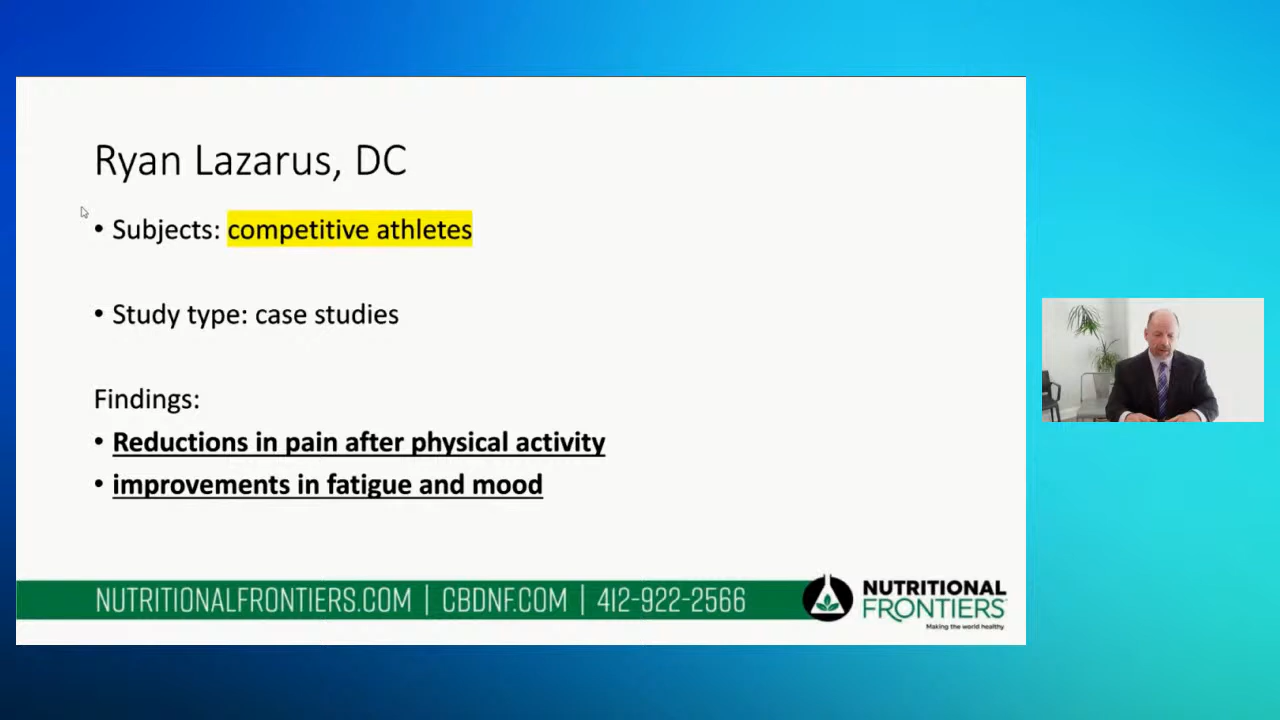 Ryan Lazarus, DC
• Subjects: competitive athletes
• Study type: case studies
Findings:
• Reductions in pain after physical activity
• improvements in fatigue and mood
NUTRITIONALFRONTIERS.COM | CBDNF.COM | 412-922-2566
NUTRITIONAL
FRONTIERS
Making the world healthy